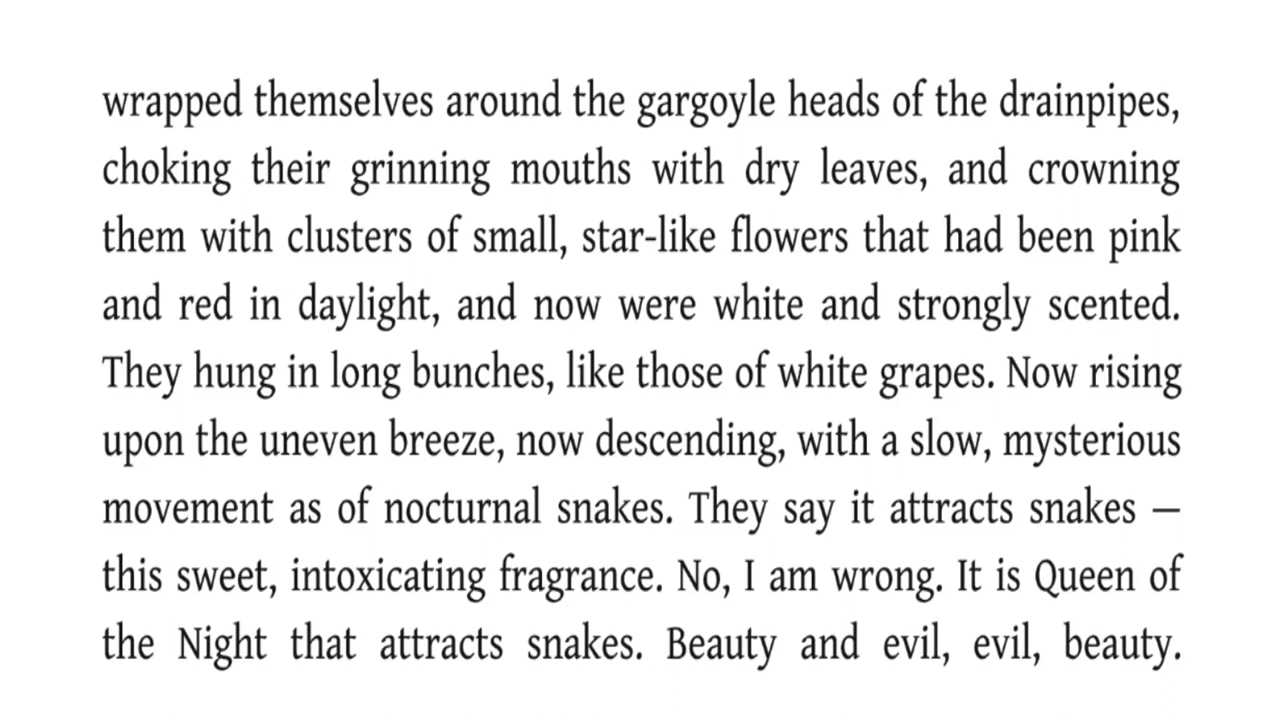 wrapped themselves around the gargoyle heads of the drainpipes,
choking their grinning mouths with dry leaves, and crowning
them with clusters of small, star-like flowers that had been pink
and red in daylight, and now were white and strongly scented.
They hung in long bunches, like those of white grapes. Now rising
upon the uneven breeze, now descending, with a slow, mysterious
movement as of nocturnal snakes. They say it attracts snakes —
this sweet, intoxicating fragrance. No, I am wrong. It is Queen of
the Night that attracts snakes. Beauty and evil, evil, beauty.